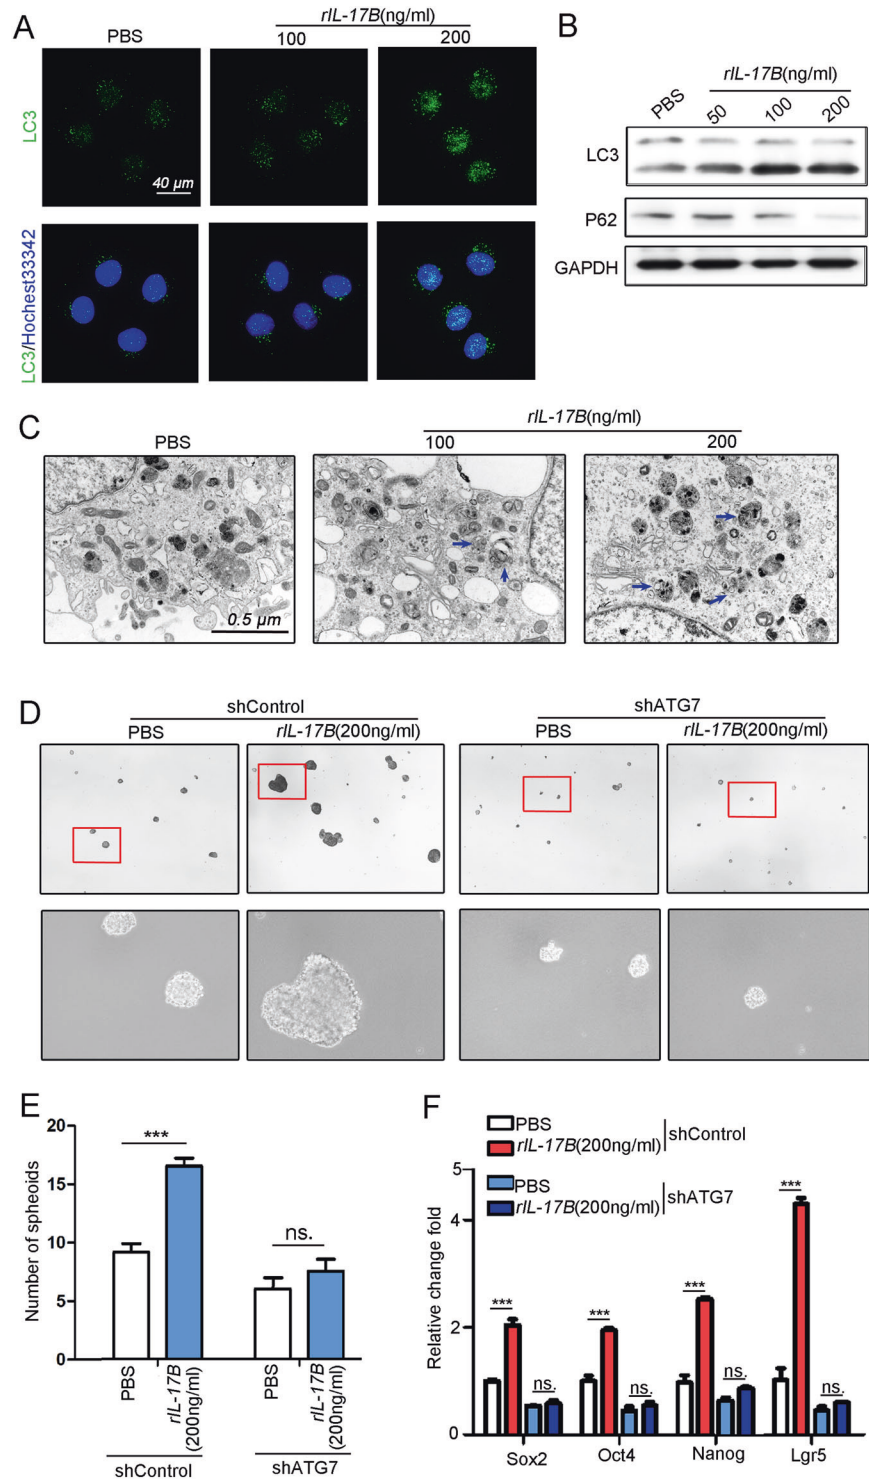 A
rIL-17B(ng/ml)
PBS
100
200
LC3
40 µm
LC3/Hochest33342
B
rIL-17B(ng/ml)
PBS
50
100
200
LC3
P62
GAPDH
C
rIL-17B(ng/ml)
PBS
100
200
0.5 µm
D
shControl
shATG7
PBS
rIL-17B(200ng/ml)
PBS
rIL-17B(200ng/ml)
E
Number of spheoids
20
15
10
5
0
***
ns.
PBS
rIL-17B
(200ng/ml)
PBS
rIL-17B
(200ng/ml)
shControl
shATG7
F
PBS
rIL-17B(200ng/ml)
shControl
PBS
rIL-17B(200ng/ml)
shATG7
Relative change fold
5
4
2
0
***
ns.
***
ns.
***
ns.
***
ns.
Sox2
Oct4
Nanog
Lgr5